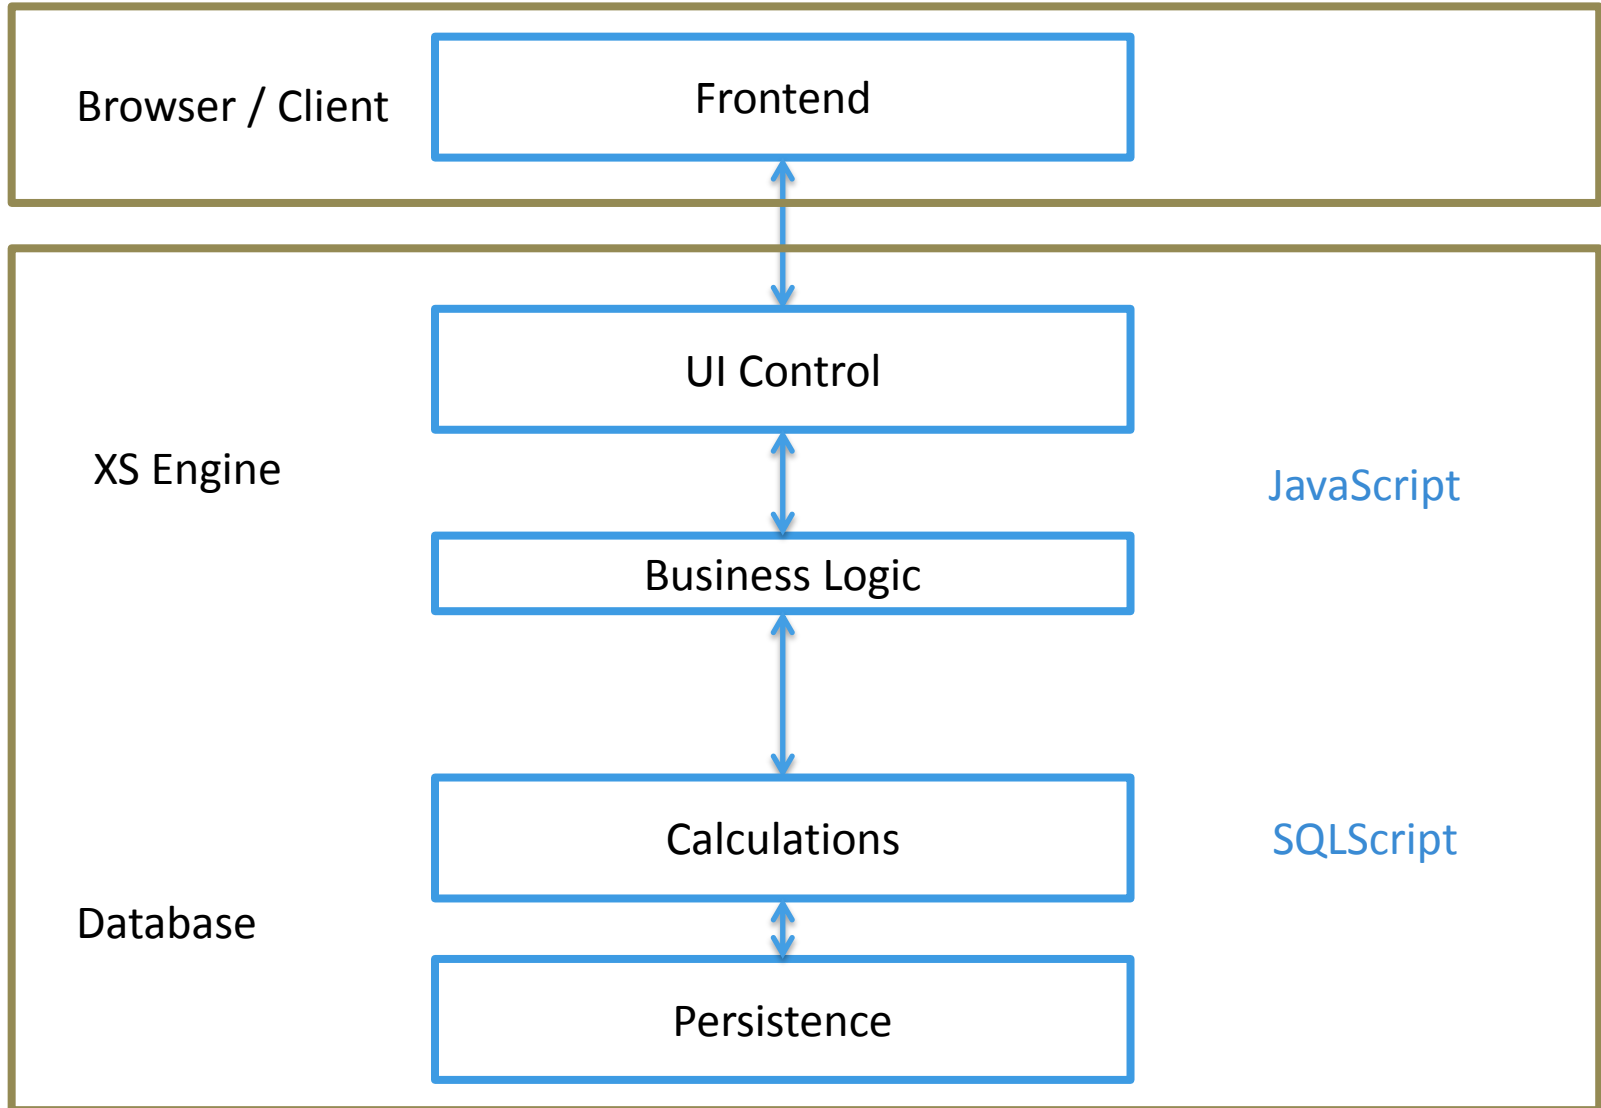 Browser / Client
Frontend
UI Control
XS Engine
JavaScript
Business Logic
Calculations
SQLScript
Database
Persistence